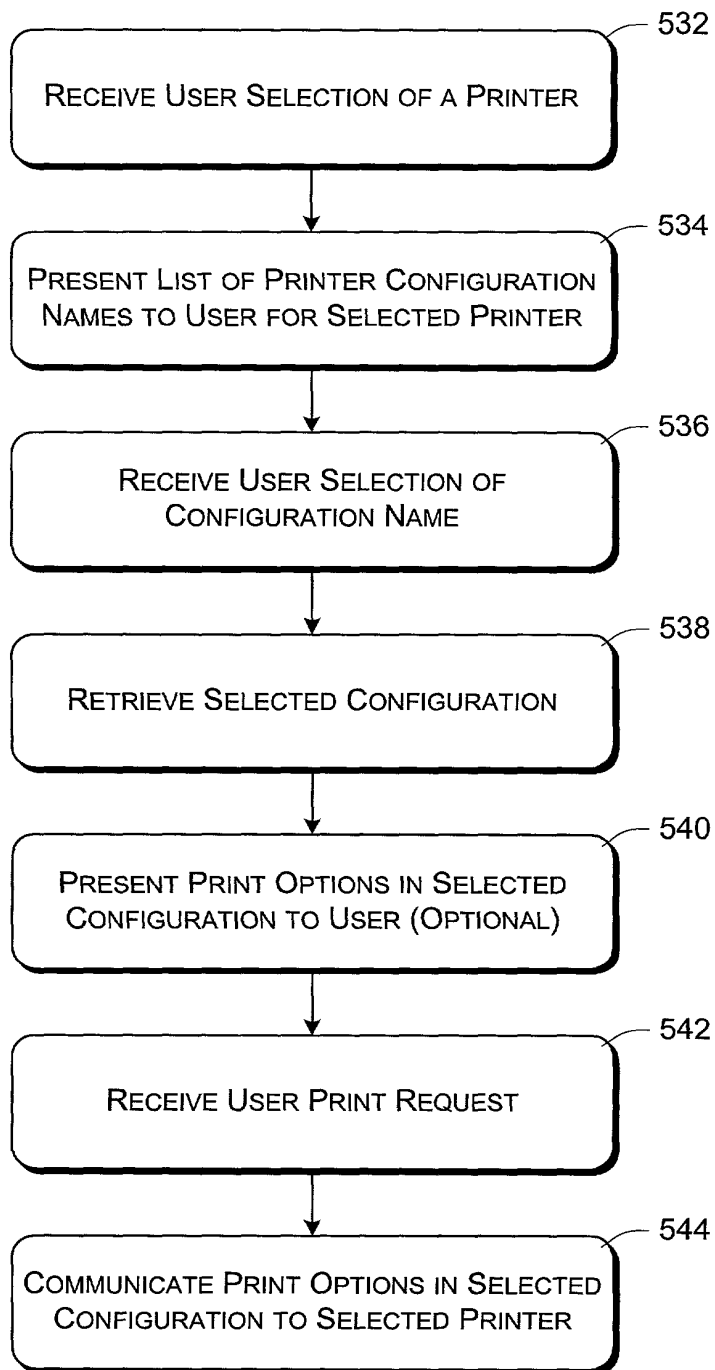 532
RECEIVE USER SELECTION OF A PRINTER
534
PRESENT LIST OF PRINTER CONFIGURATION
NAMES TO USER FOR SELECTED PRINTER
536
RECEIVE USER SELECTION OF
CONFIGURATION NAME
538
RETRIEVE SELECTED CONFIGURATION
540
PRESENT PRINT OPTIONS IN SELECTED
CONFIGURATION TO USER (OPTIONAL)
542
RECEIVE USER PRINT REQUEST
544
COMMUNICATE PRINT OPTIONS IN SELECTED
CONFIGURATION TO SELECTED PRINTER